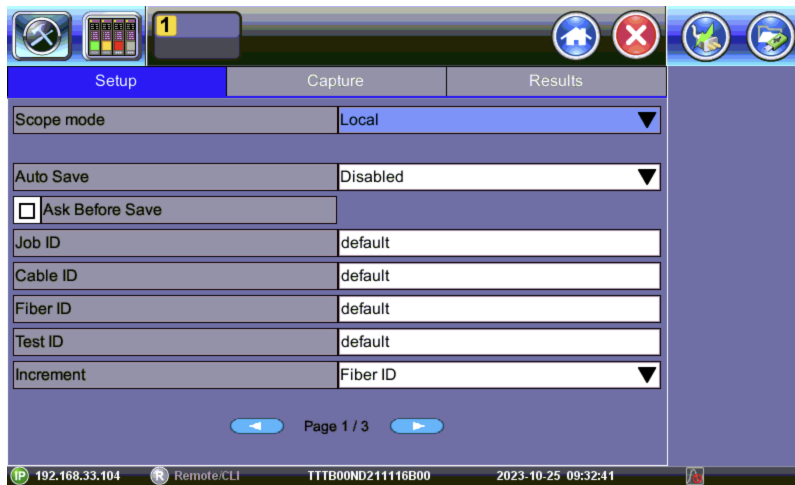 1
Setup Capture Results
Scope mode Local
Auto Save Disabled
Ask Before Save
Job ID default
Cable ID default
Fiber ID default
Test ID default
Increment Fiber ID
Page 1 / 3
IP 192.168.33.104 R Remote/CLI TTTB00ND211116B00 2023-10-25 09:32:41